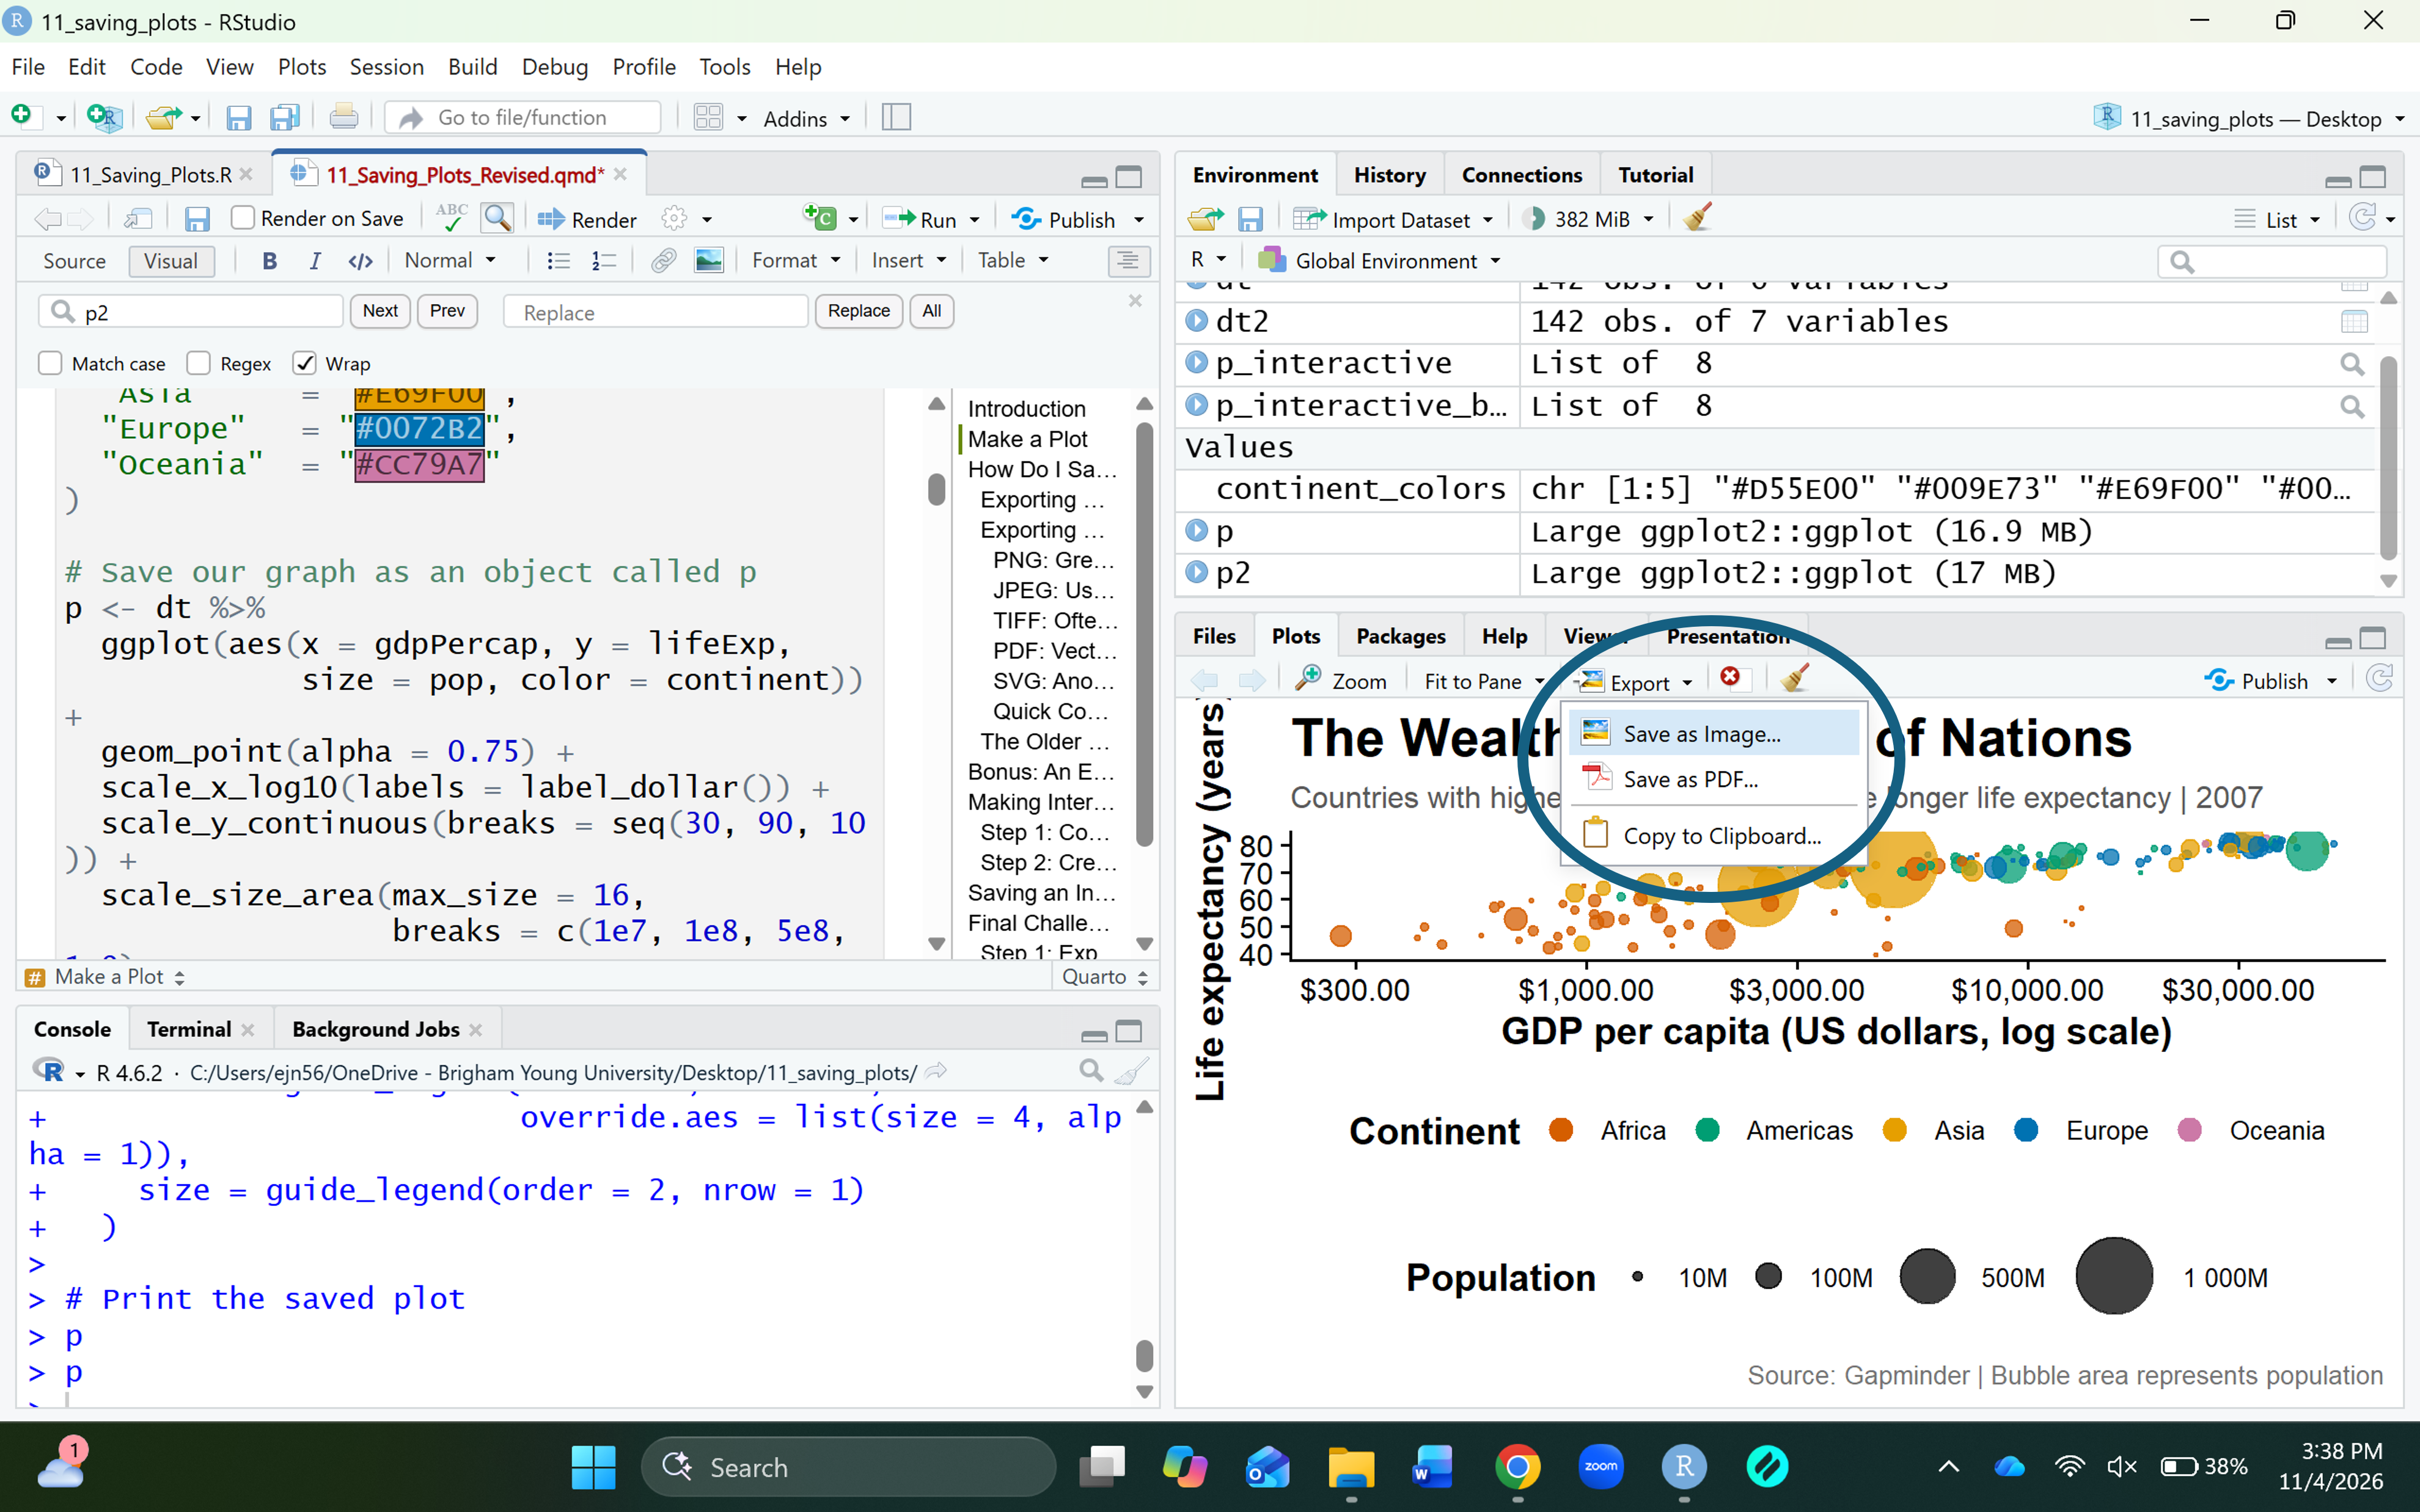 11_saving_plots - RStudio
File Edit Code View Plots Session Build Debug Profile Tools Help
Go to file/function Addins 11_saving_plots — Desktop
11_Saving_Plots.R 11_Saving_Plots_Revised.qmd*
Render on Save ABC Render Run Publish
Source Visual B I </> Normal Format Insert Table
p2 Next Prev Replace Replace All
Match case Regex Wrap
"Europe" = "#0072B2",
"Oceania" = "#CC79A7"
)
# Save our graph as an object called p
p <- dt %>%
ggplot(aes(x = gdpPercap, y = lifeExp,
size = pop, color = continent))
+
geom_point(alpha = 0.75) +
scale_x_log10(labels = label_dollar()) +
scale_y_continuous(breaks = seq(30, 90, 10
)) +
scale_size_area(max_size = 16,
breaks = c(1e7, 1e8, 5e8,
Introduction
Make a Plot
How Do I Sa...
Exporting ...
Exporting ...
PNG: Gre...
JPEG: Us...
TIFF: Ofte...
PDF: Vect...
SVG: Ano...
Quick Co...
The Older ...
Bonus: An E...
Making Inter...
Step 1: Co...
Step 2: Cre...
Saving an In...
Final Challe...
Step 1: Exp
Make a Plot Quarto
Console Terminal Background Jobs
R 4.6.2 · C:/Users/ejn56/OneDrive - Brigham Young University/Desktop/11_saving_plots/
+ override.aes = list(size = 4, alp
ha = 1)),
+ size = guide_legend(order = 2, nrow = 1)
+ )
>
> # Print the saved plot
> p
> p
Environment History Connections Tutorial
Import Dataset 382 MiB List
R Global Environment
dt2 142 obs. of 7 variables
p_interactive List of 8
p_interactive_b... List of 8
Values
continent_colors chr [1:5] "#D55E00" "#009E73" "#E69F00" "#00...
p Large ggplot2::ggplot (16.9 MB)
p2 Large ggplot2::ggplot (17 MB)
Files Plots Packages Help Presentation
Zoom Fit to Pane Export Publish
Save as Image...
Save as PDF...
Copy to Clipboard...
The of Nations
Countries with longer life expectancy | 2007
Life expectancy (years
80
70
60
50
40
$300.00 $1,000.00 $3,000.00 $10,000.00 $30,000.00
GDP per capita (US dollars, log scale)
Continent Africa Americas Asia Europe Oceania
Population 10M 100M 500M 1 000M
Source: Gapminder | Bubble area represents population
1
Search
zoom
38%
3:38 PM
11/4/2026